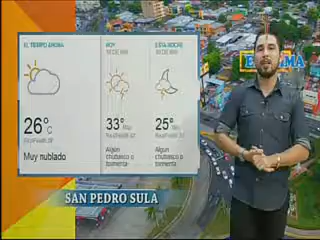 EL TIEMPO AHORA
26°C
Muy nublado
HOY
33°
Algún
chubasco o
tormenta
ESTA NOCHE
25°
Algún
chubasco o
tormenta
SAN PEDRO SULA